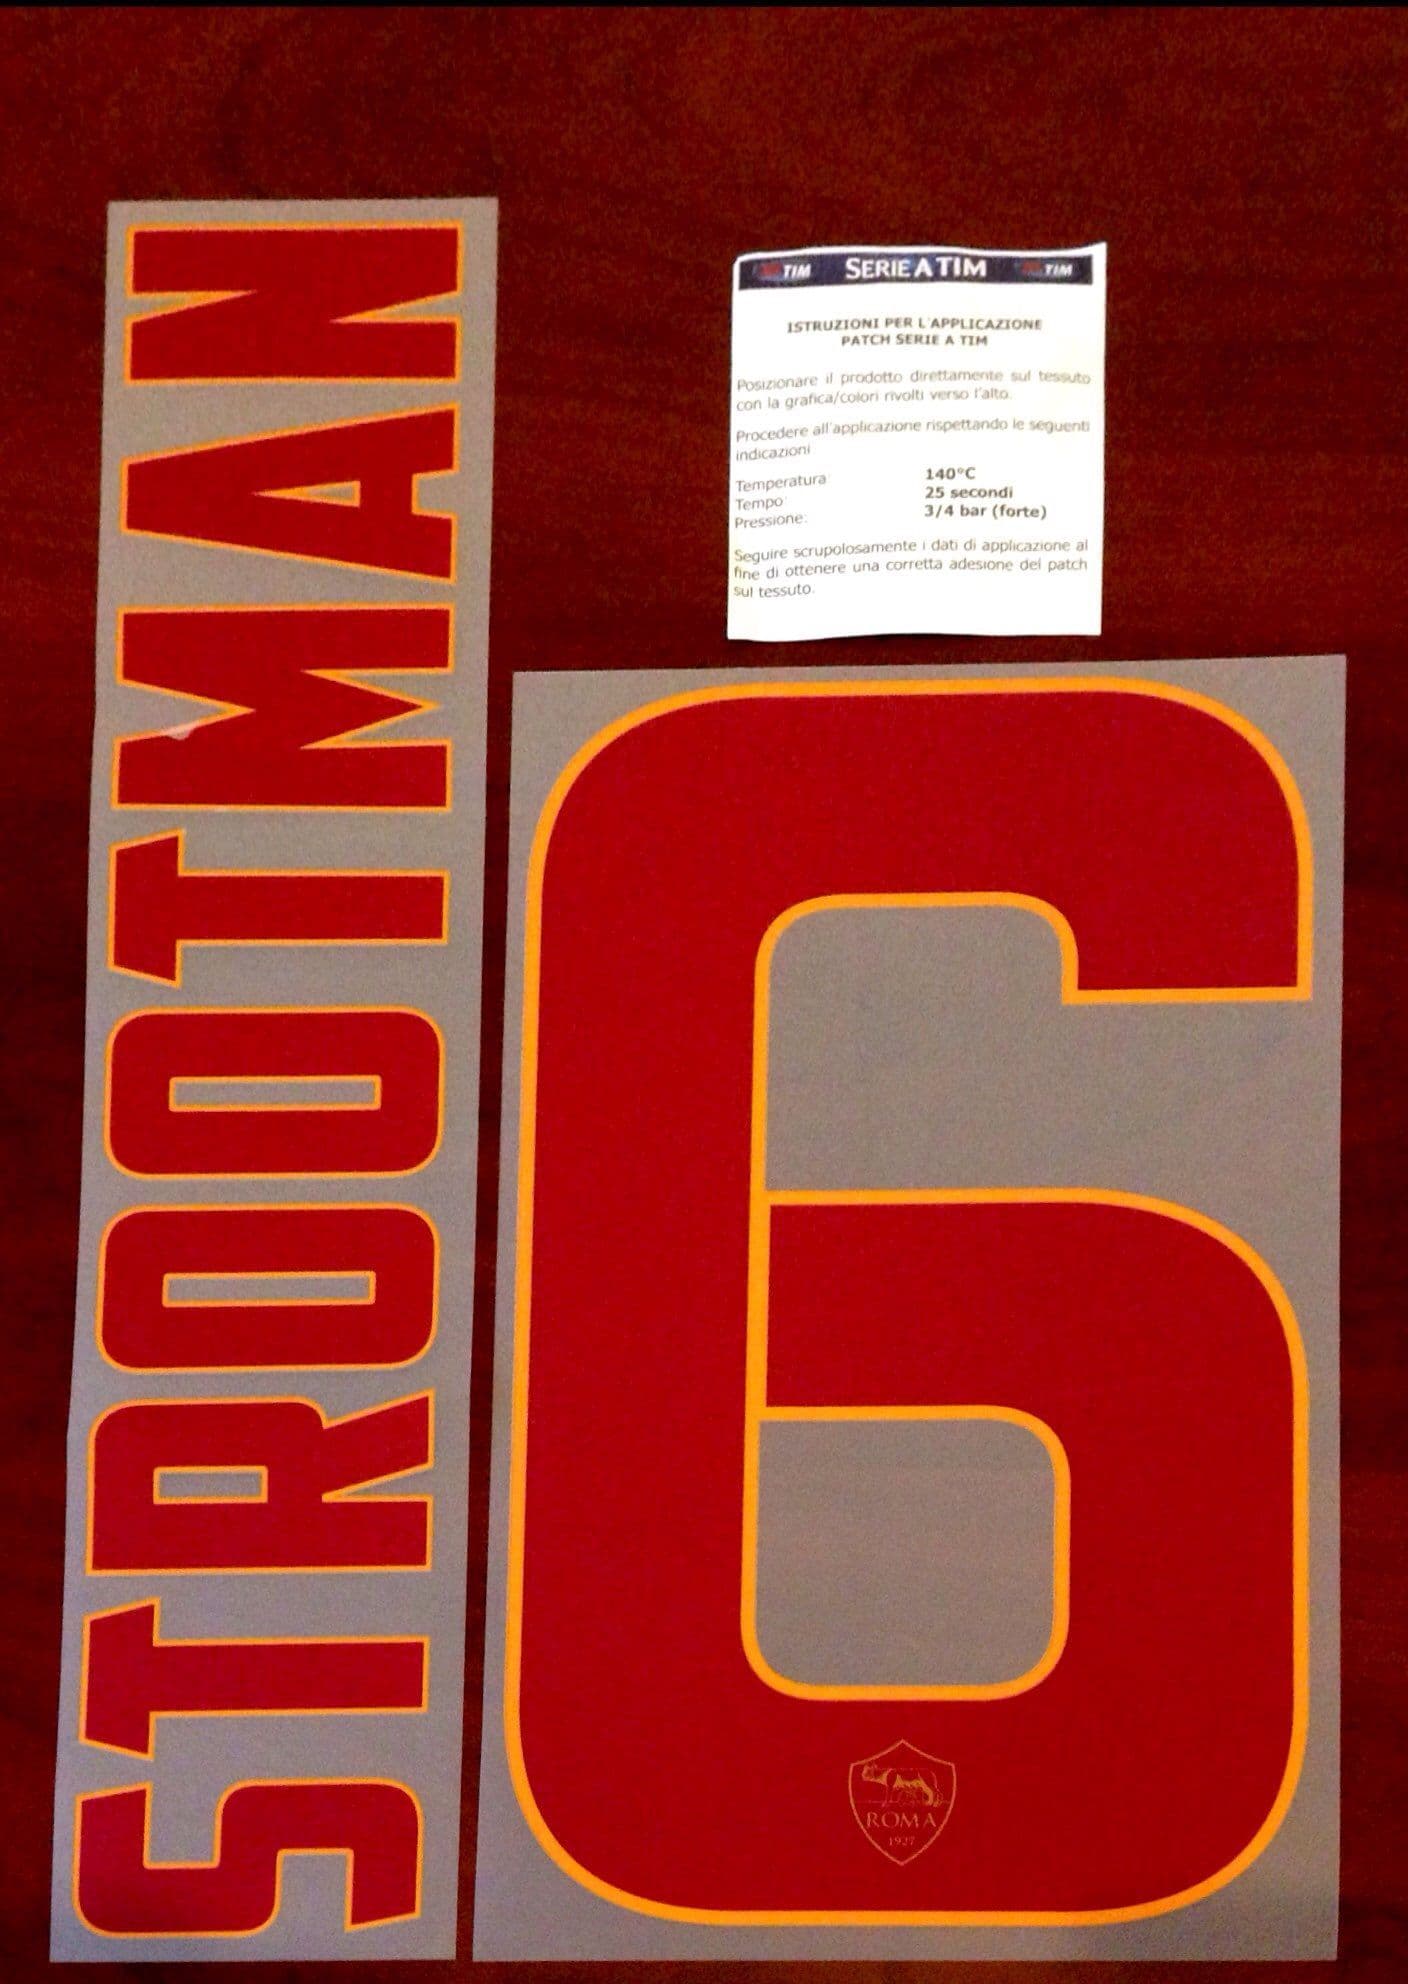 STROOTMAN
TIM SERIE A TIM TIM
ISTRUZIONI PER L'APPLICAZIONE
PATCH SERIE A TIM
Posizionare il prodotto direttamente sul tessuto
con la grafica/colori rivolti verso l'alto.
Procedere all'applicazione rispettando le seguenti
indicazioni
Temperatura: 140°C
Tempo: 25 secondi
Pressione: 3/4 bar (forte)
Seguire scrupolosamente i dati di applicazione al
fine di ottenere una corretta adesione del patch
sul tessuto.
6
ROMA
1927